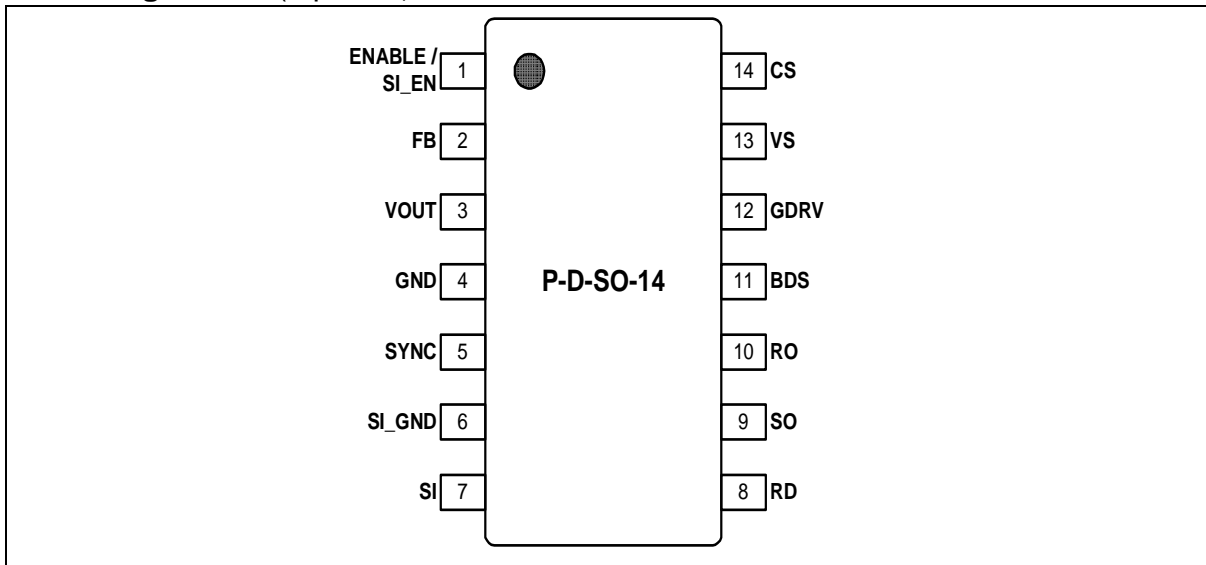 ENABLE /
SI_EN 1
14 CS
FB 2
13 VS
VOUT 3
12 GDRV
GND 4
P-D-SO-14
11 BDS
SYNC 5
10 RO
SI_GND 6
9 SO
SI 7
8 RD